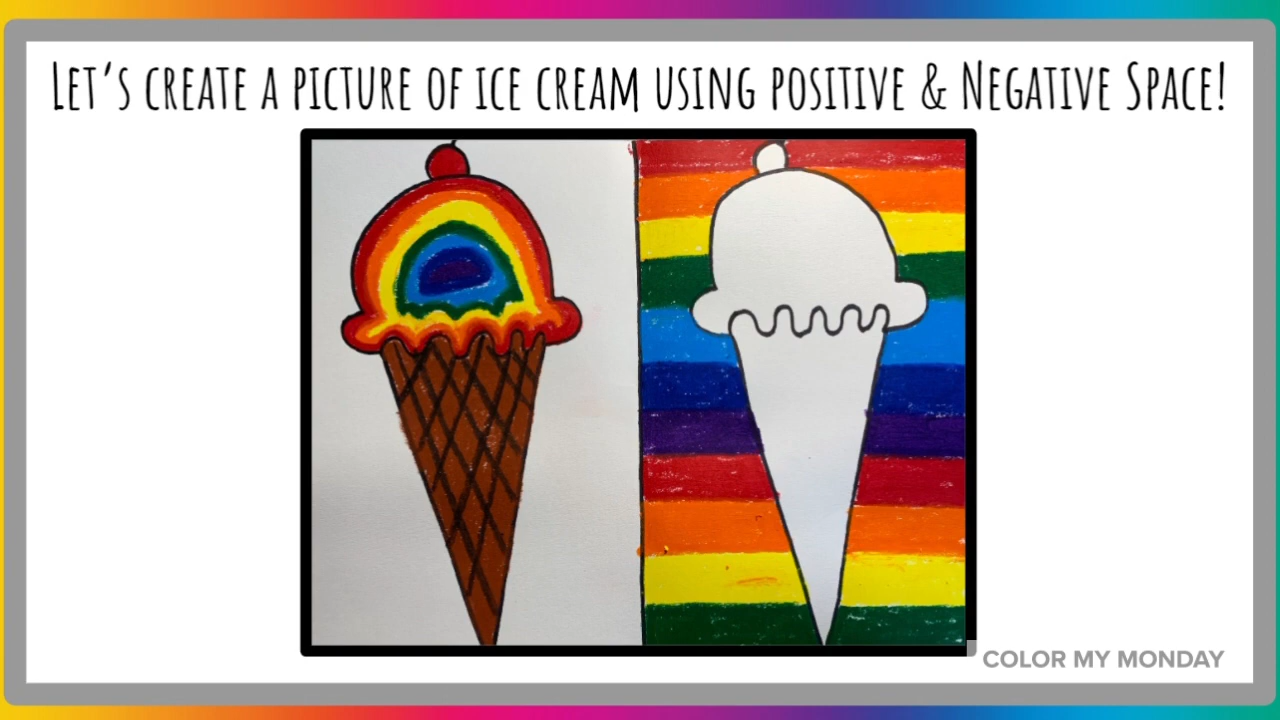 Let's create a picture of ice cream using positive & Negative Space!
COLOR MY MONDAY